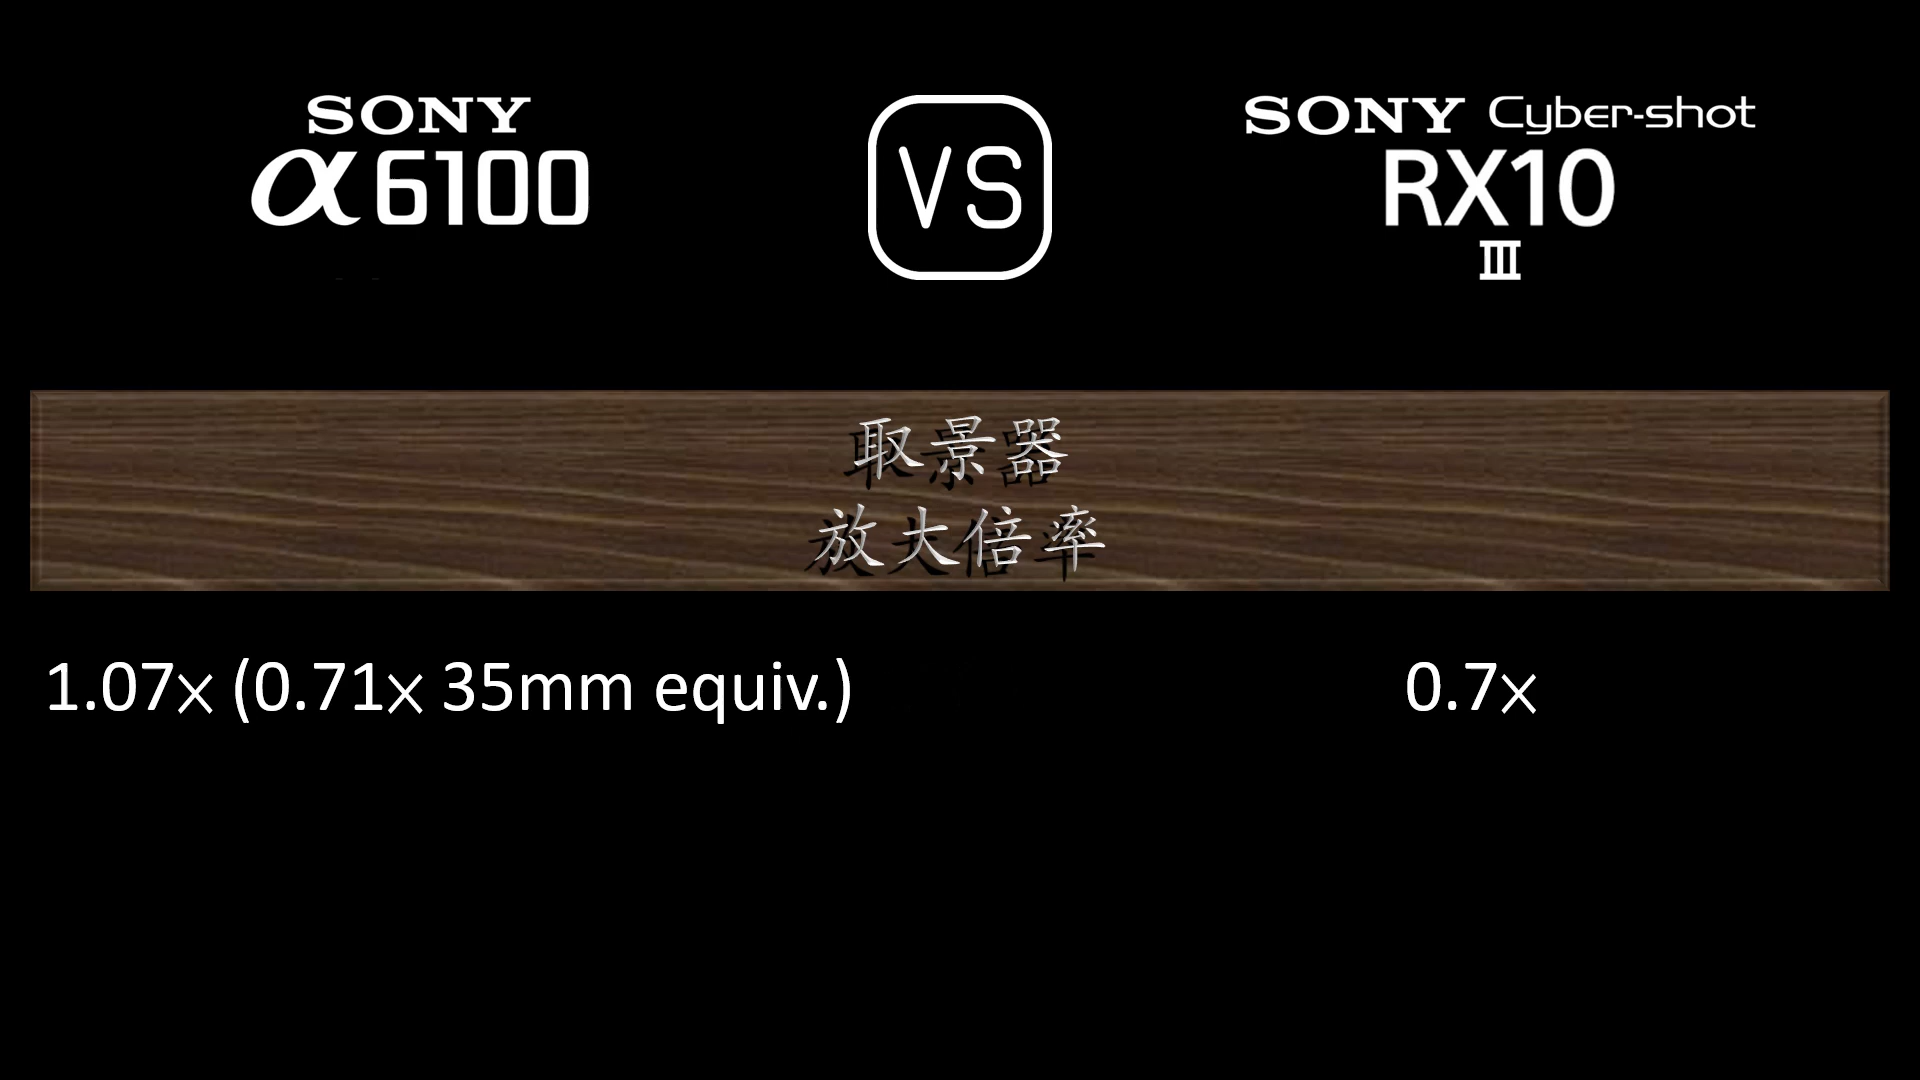 SONY
α6100
VS
SONY Cyber-shot
RX10
III
取景器
放大倍率
1.07x (0.71x 35mm equiv.)
0.7x